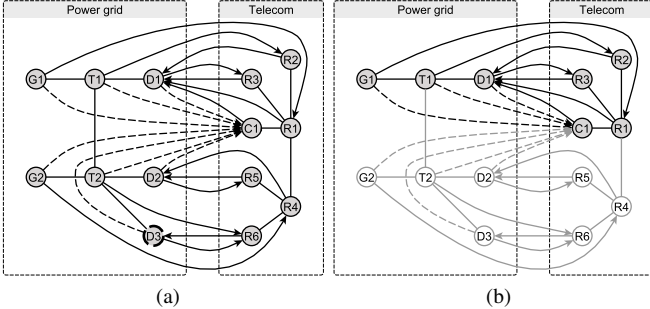 Power grid Telecom Power grid Telecom
R2 R2
G1 T1 D1 R3 G1 T1 D1 R3
C1 R1 C1 R1
G2 T2 D2 R5 G2 T2 D2 R5
R4 R4
D3 R6 D3 R6
(a) (b)